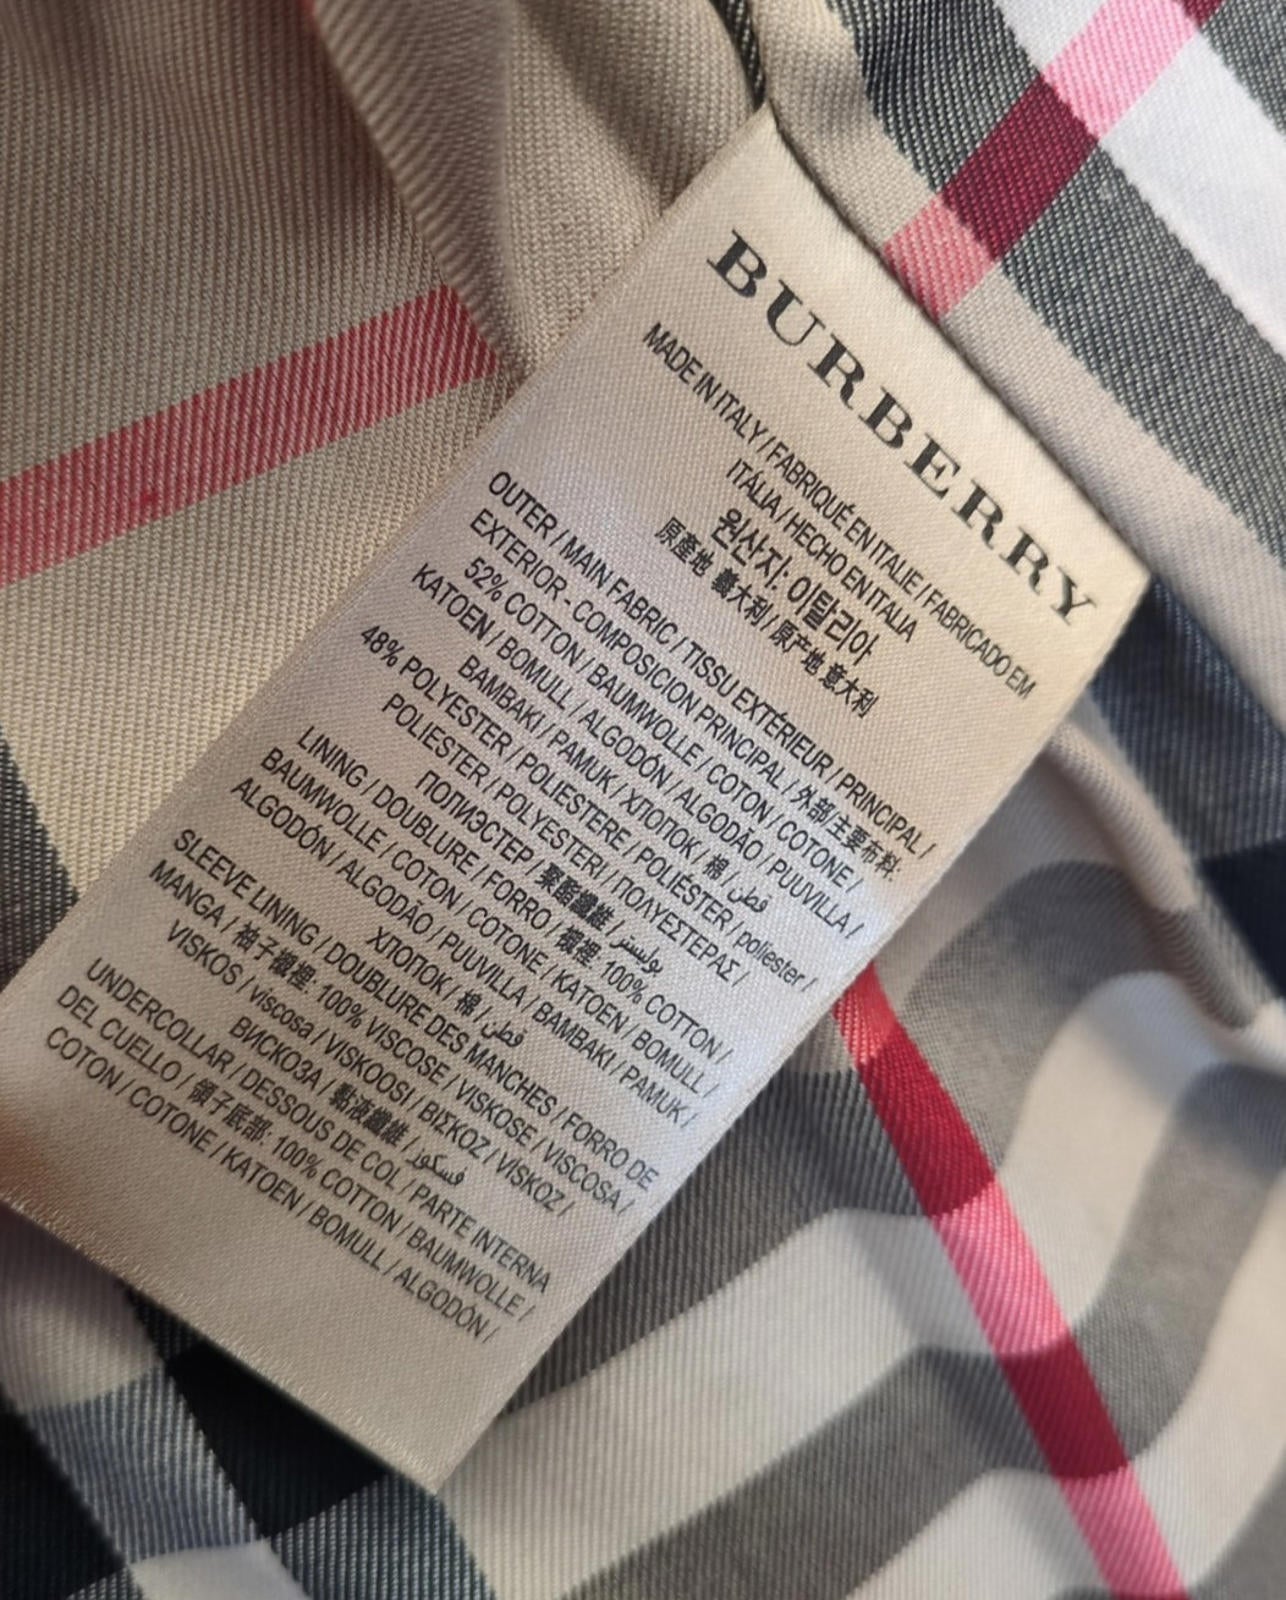 BURBERRY
MADE IN ITALY / FABRIQUÉ EN ITALIE / FABRICADO EM
ITÁLIA / HECHO EN ITALIA
원산지: 이탈리아
原產地 義大利 / 原产地 意大利
OUTER / MAIN FABRIC / TISSU EXTÉRIEUR / PRINCIPAL /
EXTERIOR - COMPOSICION PRINCIPAL / 外部/主要布料:
52% COTTON / BAUMWOLLE / COTON / COTONE /
KATOEN / BOMULL / ALGODÓN / ALGODÃO / PUUVILLA /
BAMBAKI / PAMUK / ХЛОПОК / 棉 / قطن
48% POLYESTER / POLIESTERE / POLIÉSTER / poliester /
POLIESTER / POLYESTERI / ΠΟΛΥΕΣΤΕΡΑΣ /
ПОЛИЭСТЕР / 聚酯纖維 / بوليستر
LINING / DOUBLURE / FORRO / 襯裡: 100% COTTON /
BAUMWOLLE / COTON / COTONE / KATOEN / BOMULL /
ALGODÓN / ALGODÃO / PUUVILLA / BAMBAKI / PAMUK /
ХЛОПОК / 棉 / قطن
SLEEVE LINING / DOUBLURE DES MANCHES / FORRO DE
MANGA / 袖子襯裡: 100% VISCOSE / VISKOSE / VISCOSA /
VISKOS / viscosa / VISKOOSI / ΒΙΣΚΟΖ / VISKOZ /
ВИСКОЗА / 黏液纖維 / فسكوز
UNDERCOLLAR / DESSOUS DE COL / PARTE INTERNA
DEL CUELLO / 領子底部: 100% COTTON / BAUMWOLLE /
COTON / COTONE / KATOEN / BOMULL / ALGODÓN /